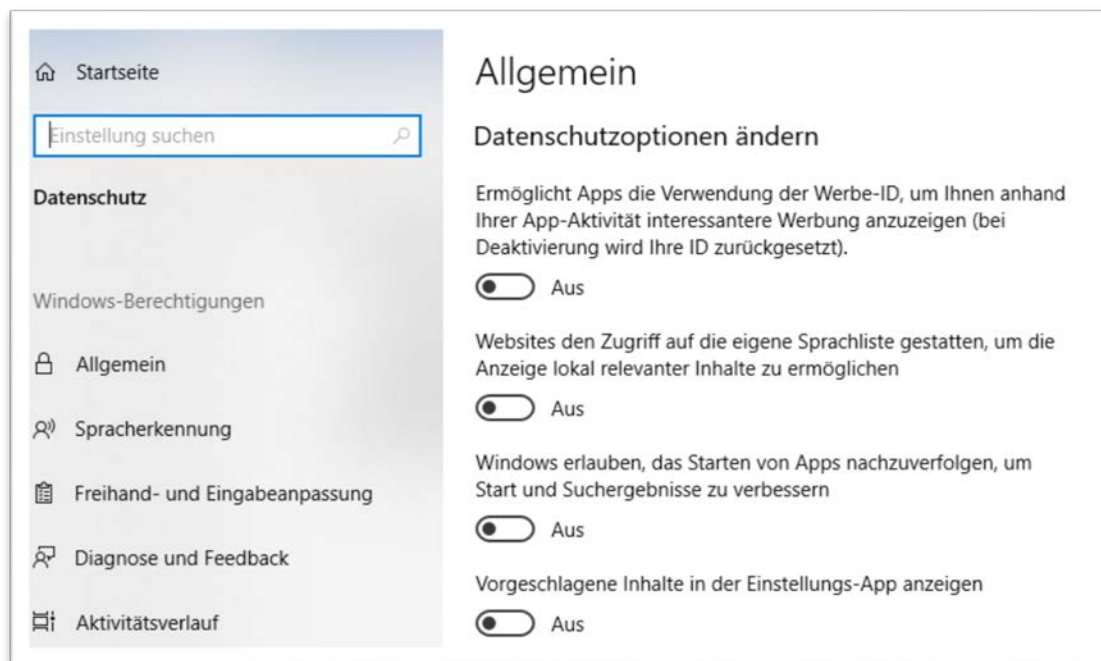 Startseite
Einstellung suchen
Datenschutz
Windows-Berechtigungen
Allgemein
Spracherkennung
Freihand- und Eingabeanpassung
Diagnose und Feedback
Aktivitätsverlauf
Allgemein
Datenschutzoptionen ändern
Ermöglicht Apps die Verwendung der Werbe-ID, um Ihnen anhand
Ihrer App-Aktivität interessantere Werbung anzuzeigen (bei
Deaktivierung wird Ihre ID zurückgesetzt).
Aus
Websites den Zugriff auf die eigene Sprachliste gestatten, um die
Anzeige lokal relevanter Inhalte zu ermöglichen
Aus
Windows erlauben, das Starten von Apps nachzuverfolgen, um
Start und Suchergebnisse zu verbessern
Aus
Vorgeschlagene Inhalte in der Einstellungs-App anzeigen
Aus